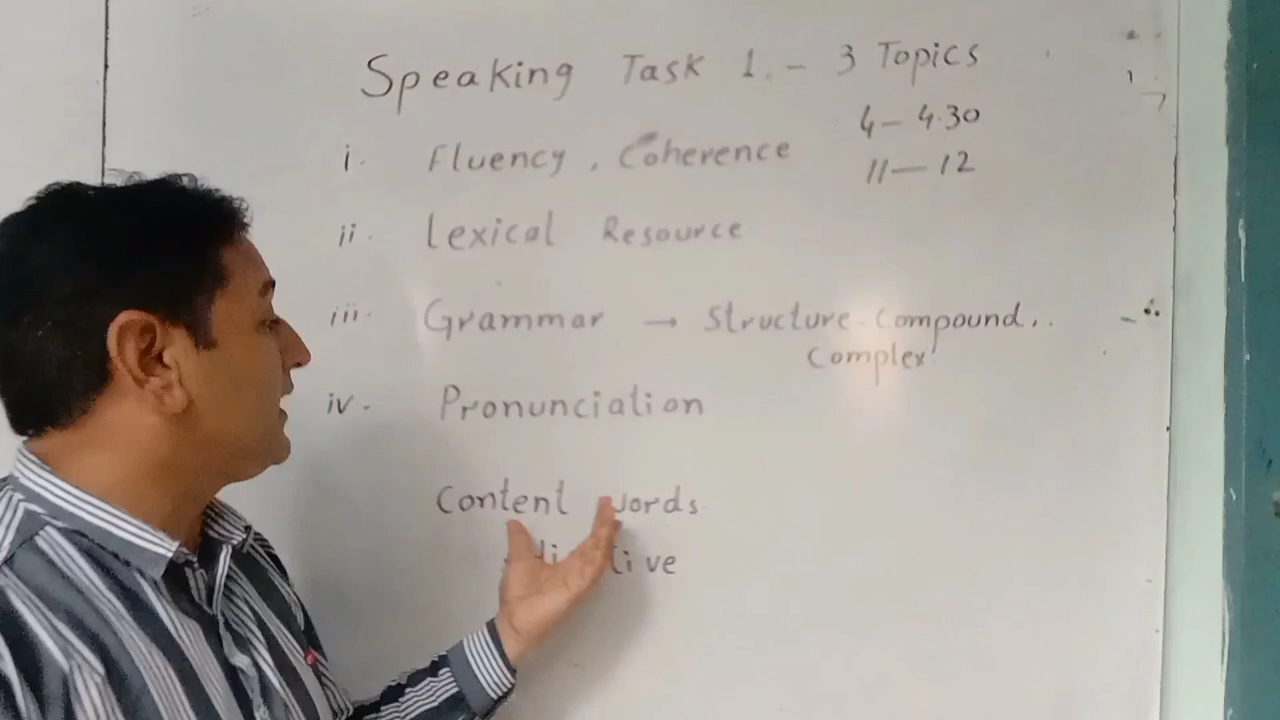 Speaking Task 1. - 3 Topics
4 - 4.30
i. Fluency, Coherence
11 - 12
ii. Lexical Resource
iii. Grammar → Structure. Compound,.
Complex
iv. Pronunciation
Content